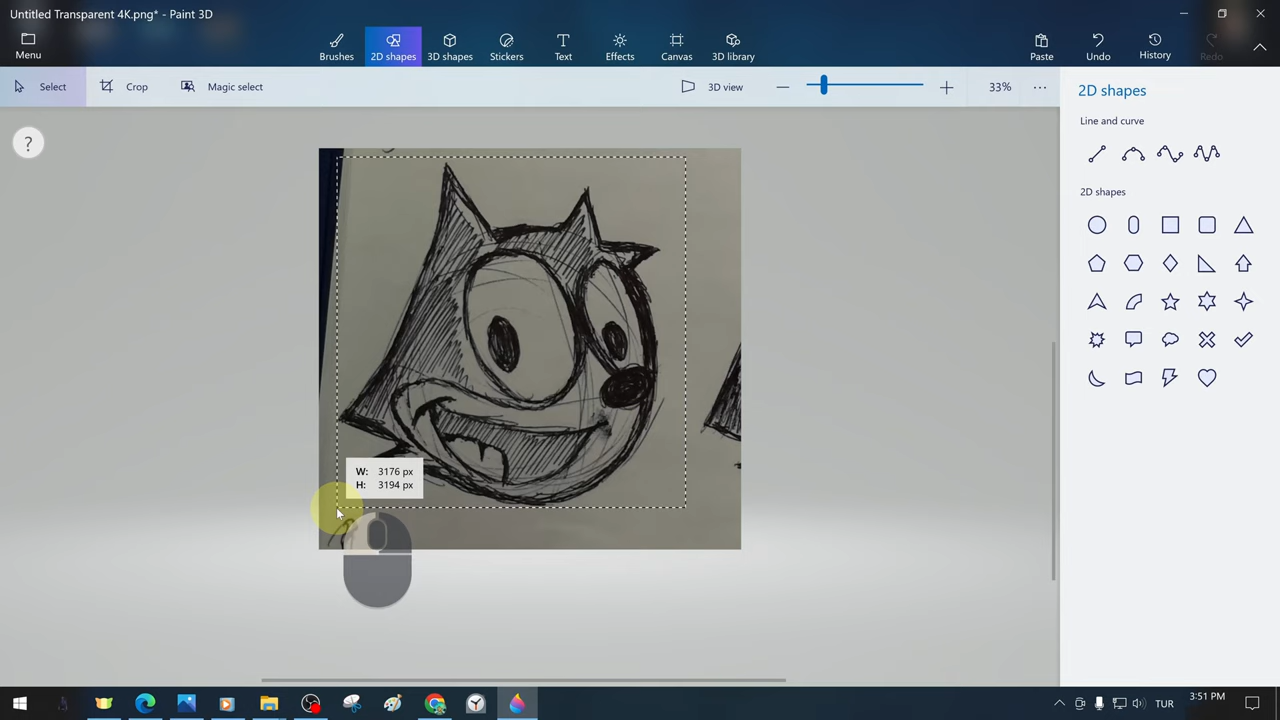 Untitled Transparent 4K.png* - Paint 3D
Menu
Brushes
2D shapes
3D shapes
Stickers
Text
Effects
Canvas
3D library
Paste
Undo
History
Redo
Select
Crop
Magic select
3D view
33%
2D shapes
Line and curve
2D shapes
?
W: 3176 px
H: 3194 px
TUR
3:51 PM